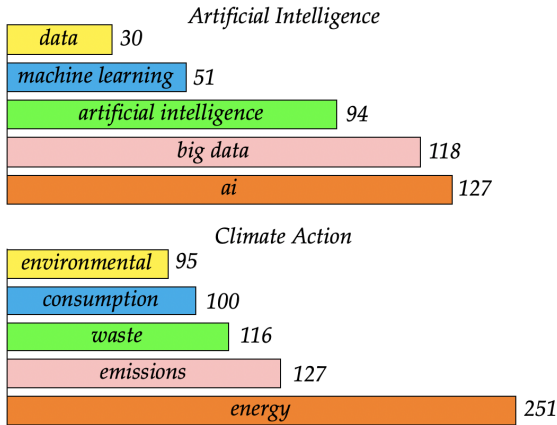 Artificial Intelligence
data 30
machine learning 51
artificial intelligence 94
big data 118
ai 127
Climate Action
environmental 95
consumption 100
waste 116
emissions 127
energy 251